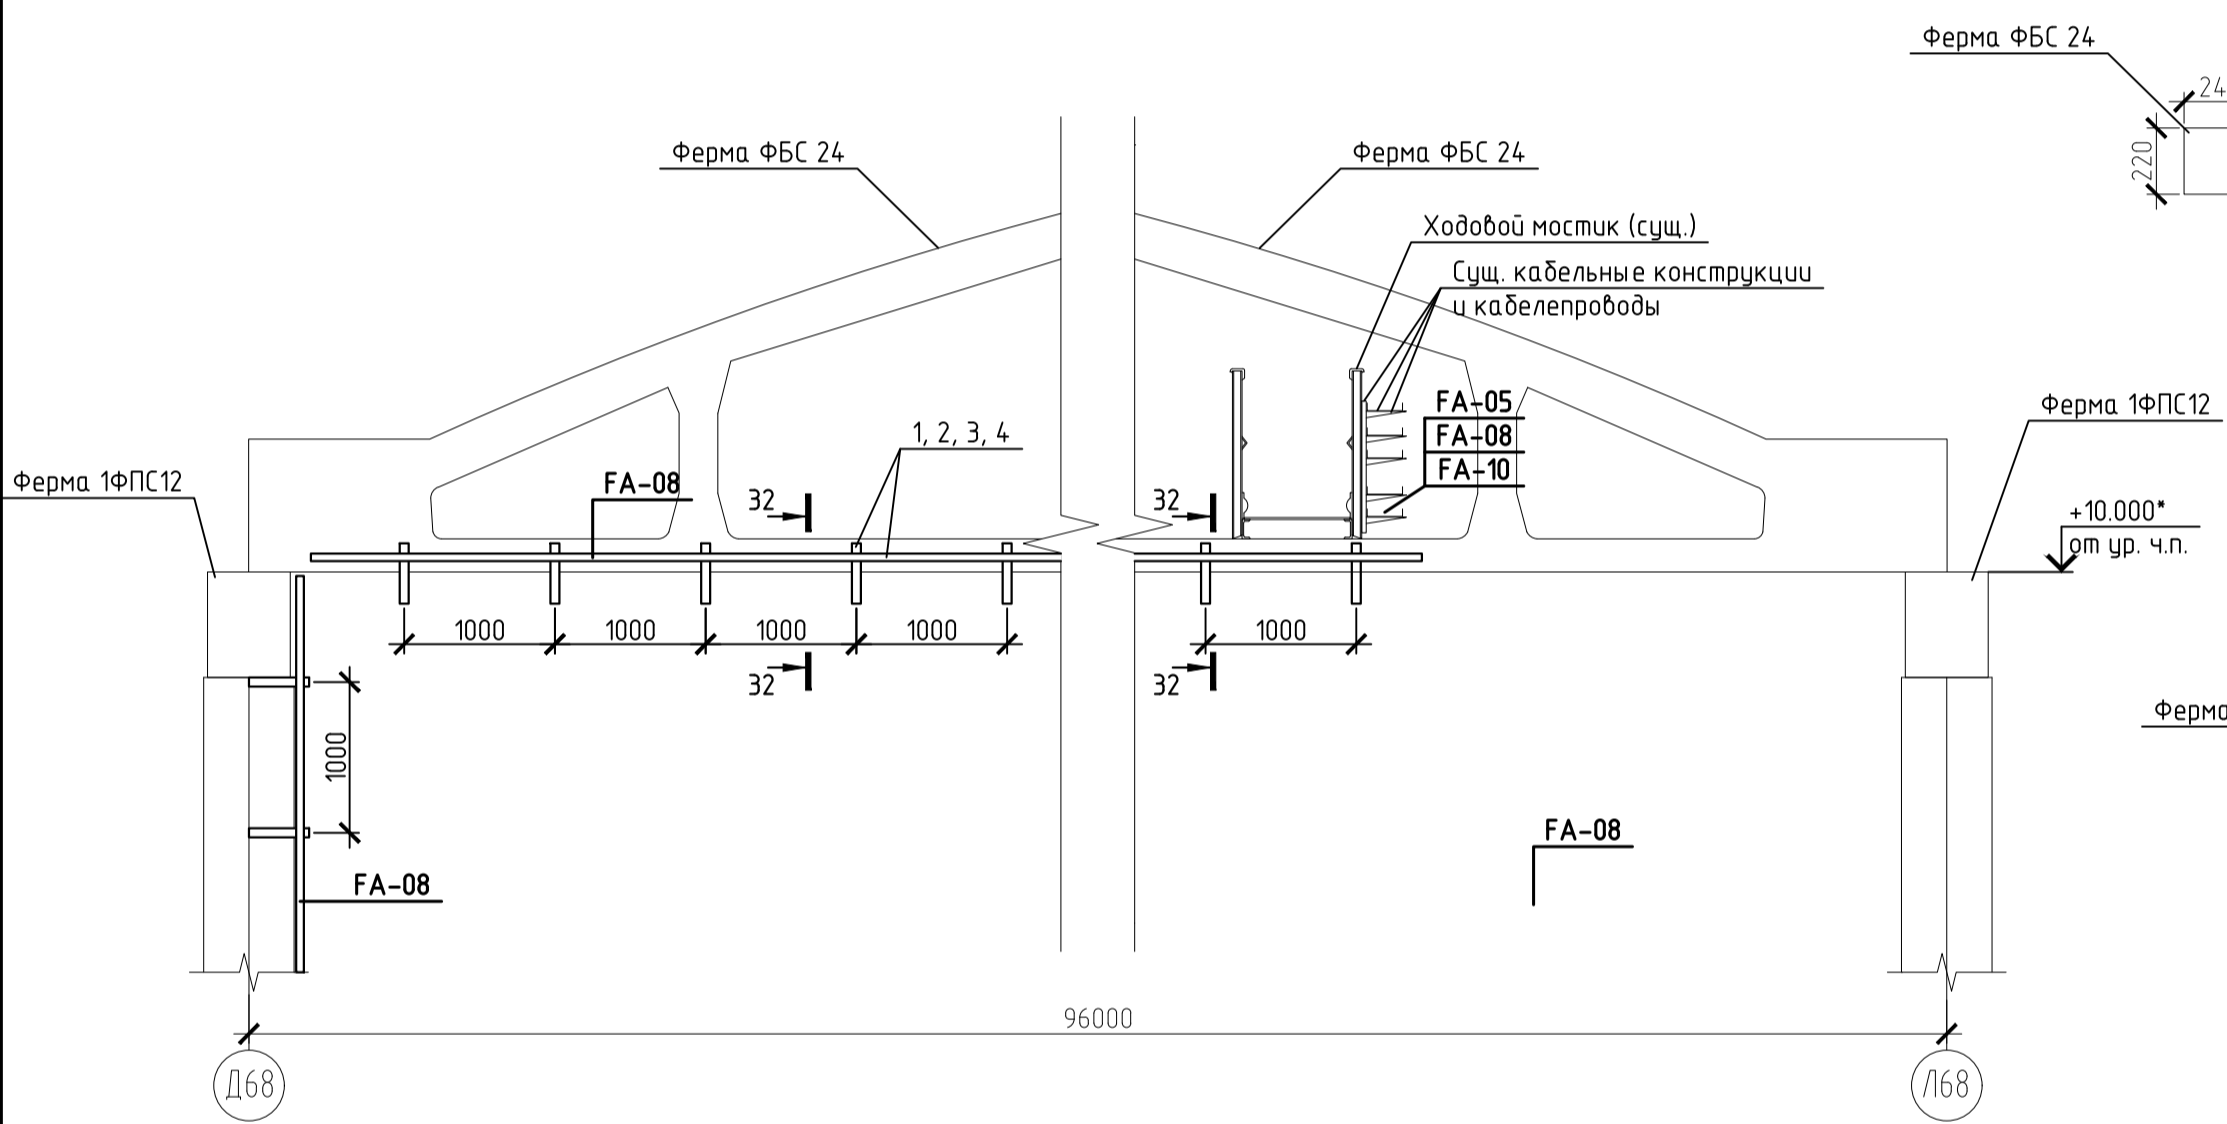 Ферма ФБС 24
24
220
Ферма ФБС 24
Ферма ФБС 24
Ходовой мостик (сущ.)
Сущ. кабельные конструкции
и кабелепроводы
FA-05
FA-08
FA-10
Ферма 1ФПС12
1, 2, 3, 4
Ферма 1ФПС12
FA-08
32
32
+10.000*
от ур. ч.п.
1000
1000
1000
1000
1000
32
32
Ферма
1000
FA-08
FA-08
96000
Д68
Л68